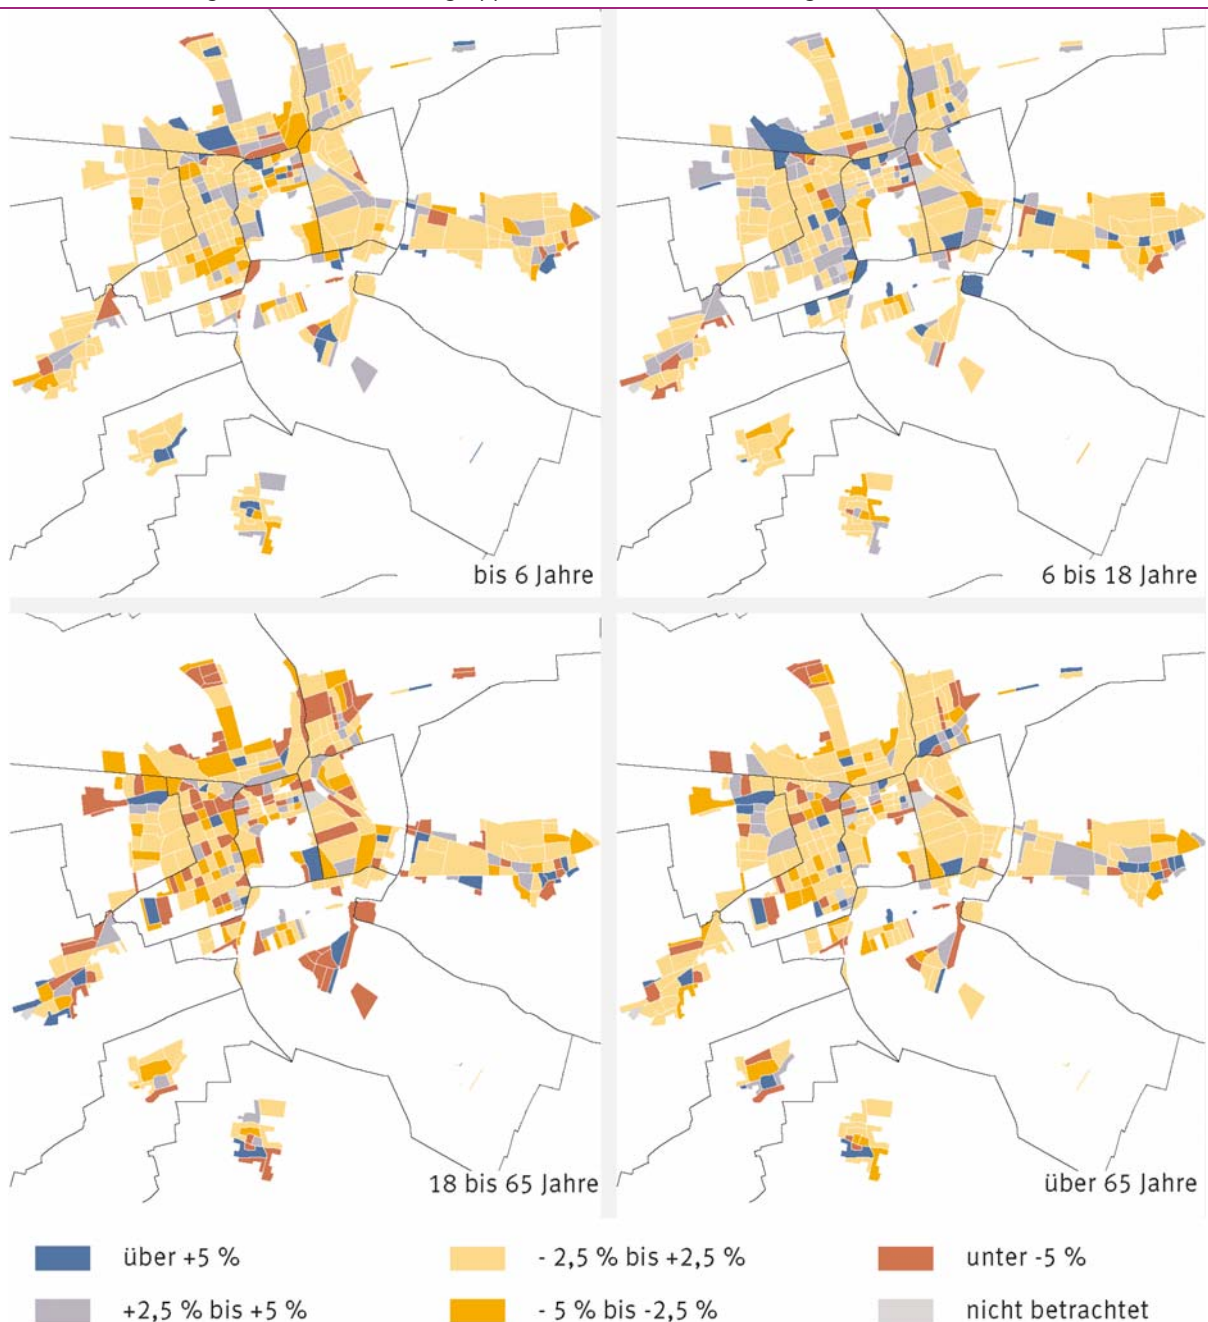 bis 6 Jahre
6 bis 18 Jahre
18 bis 65 Jahre
über 65 Jahre
über +5 %
- 2,5 % bis +2,5 %
unter -5 %
+2,5 % bis +5 %
- 5 % bis -2,5 %
nicht betrachtet